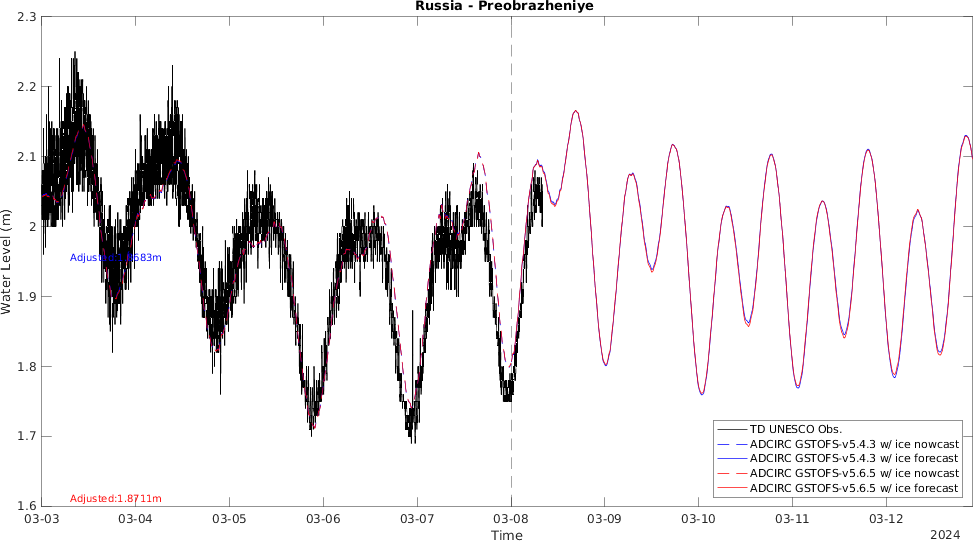 Russia - Preobrazheniye
2.3
2.2
2.1
2
1.9
1.8
1.7
1.6
Water Level (m)
Adjusted: 683m
Adjusted:1.8711m
TD UNESCO Obs.
ADCIRC GSTOFS-v5.4.3 w/ ice nowcast
ADCIRC GSTOFS-v5.4.3 w/ ice forecast
ADCIRC GSTOFS-v5.6.5 w/ ice nowcast
ADCIRC GSTOFS-v5.6.5 w/ ice forecast
03-03 03-04 03-05 03-06 03-07 03-08 03-09 03-10 03-11 03-12
Time
2024